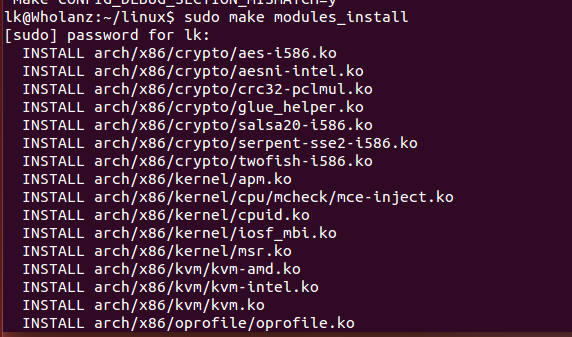 Make CONFIG_DEBUG_SECTION_MISMATCH=y
lk@Wholanz:~/linux$ sudo make modules_install
[sudo] password for lk:
  INSTALL arch/x86/crypto/aes-i586.ko
  INSTALL arch/x86/crypto/aesni-intel.ko
  INSTALL arch/x86/crypto/crc32-pclmul.ko
  INSTALL arch/x86/crypto/glue_helper.ko
  INSTALL arch/x86/crypto/salsa20-i586.ko
  INSTALL arch/x86/crypto/serpent-sse2-i586.ko
  INSTALL arch/x86/crypto/twofish-i586.ko
  INSTALL arch/x86/kernel/apm.ko
  INSTALL arch/x86/kernel/cpu/mcheck/mce-inject.ko
  INSTALL arch/x86/kernel/cpuid.ko
  INSTALL arch/x86/kernel/iosf_mbi.ko
  INSTALL arch/x86/kernel/msr.ko
  INSTALL arch/x86/kvm/kvm-amd.ko
  INSTALL arch/x86/kvm/kvm-intel.ko
  INSTALL arch/x86/kvm/kvm.ko
  INSTALL arch/x86/oprofile/oprofile.ko